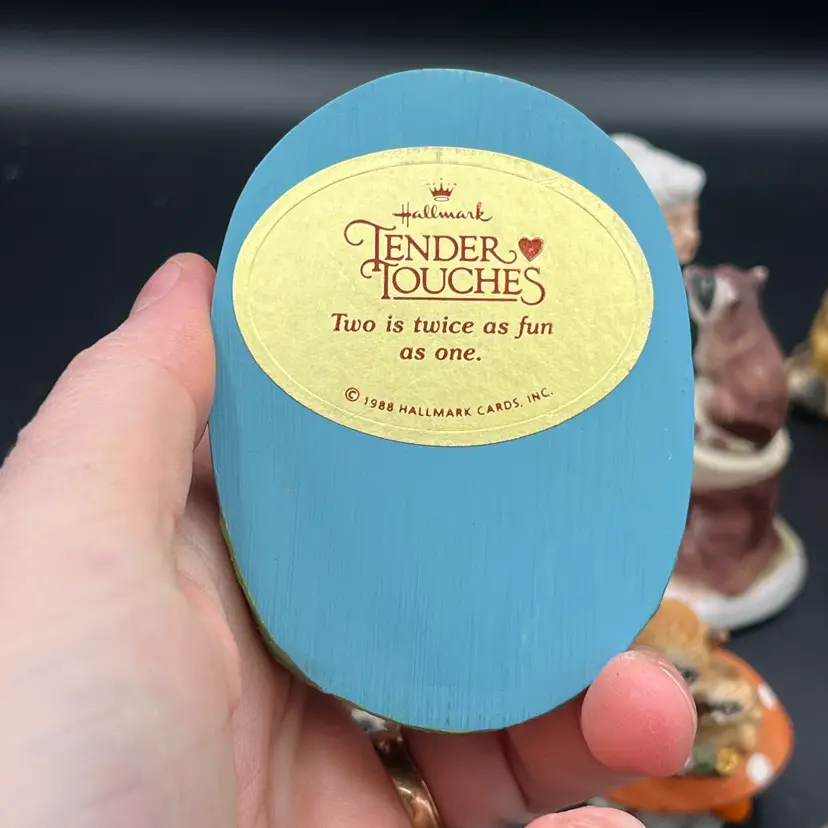 Hallmark
TENDER
TOUCHES
Two is twice as fun
as one.
© 1988 HALLMARK CARDS, INC.